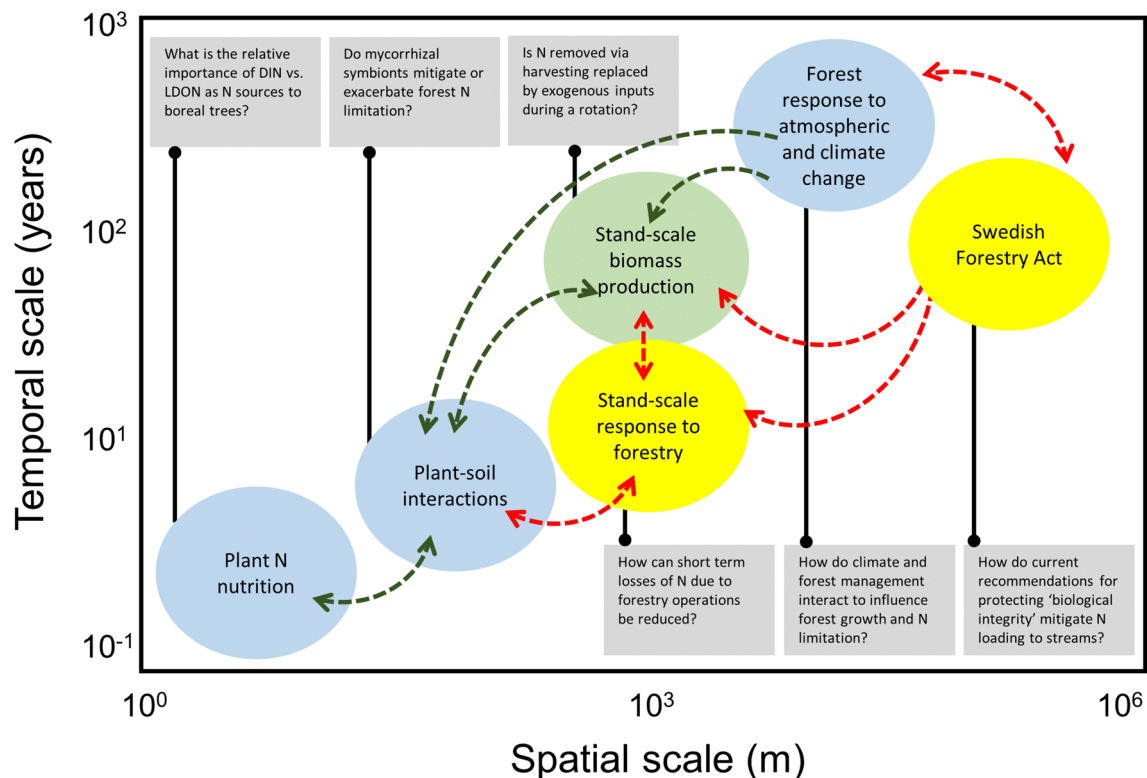 10³
What is the relative
importance of DIN vs.
LDON as N sources to
boreal trees?
Do mycorrhizal
symbionts mitigate or
exacerbate forest N
limitation?
Is N removed via
harvesting replaced
by exogenous inputs
during a rotation?
Forest
response to
atmospheric
and climate
change
Temporal scale (years)
10²
Stand-scale
biomass
production
Swedish
Forestry Act
10¹
Stand-scale
response to
forestry
Plant-soil
interactions
Plant N
nutrition
How can short term
losses of N due to
forestry operations
be reduced?
How do climate and
forest management
interact to influence
forest growth and N
limitation?
How do current
recommendations for
protecting ‘biological
integrity’ mitigate N
loading to streams?
10⁻¹
10⁰
10³
10⁶
Spatial scale (m)